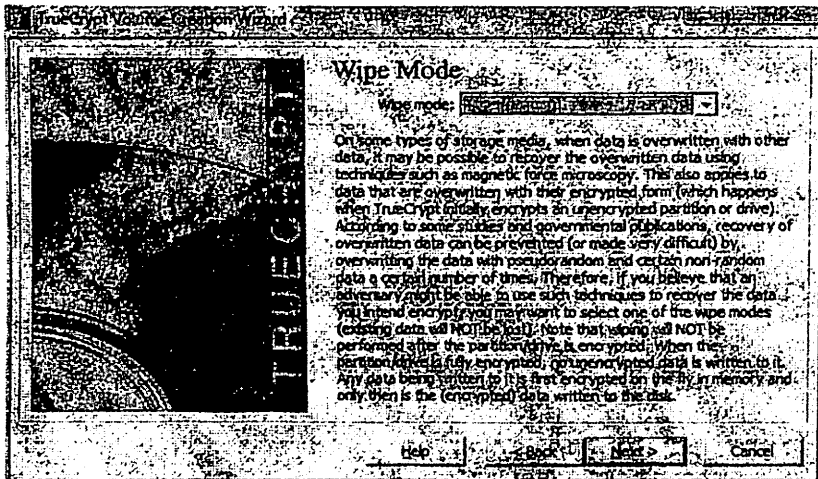 TrueCrypt Volume Creation Wizard
TRUECRYPT
Wipe Mode
Wipe mode:
On some types of storage media, when data is overwritten with other
data, it may be possible to recover the overwritten data using
techniques such as magnetic force microscopy. This also applies to
data that are overwritten with their encrypted form (which happens
when TrueCrypt initially encrypts an unencrypted partition or drive).
According to some studies and governmental publications, recovery of
overwritten data can be prevented (or made very difficult) by
overwriting the data with pseudorandom and certain non-random
data a certain number of times. Therefore, if you believe that an
adversary might be able to use such techniques to recover the data
you intend encrypt, you may want to select one of the wipe modes
(existing data will NOT be lost). Note that wiping will NOT be
performed after the partition/drive is encrypted. When the
partition/drive is fully encrypted, no unencrypted data is written to it.
Any data being written to it is first encrypted on the fly in memory and
only then is the (encrypted) data written to the disk.
Help
< Back
Next >
Cancel